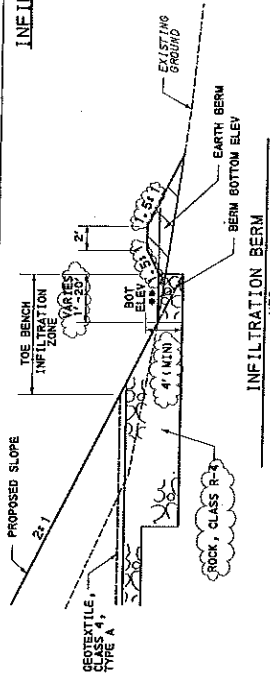 INFIL
PROPOSED SLOPE
2:1
TOE BENCH
INFILTRATION
ZONE
VARIES
1'-20'
2'
EXISTING
GROUND
GEOTEXTILE,
CLASS 4,
TYPE A
BOT
ELEV
**
.5:1
.5:1
4' (MIN)
EARTH BERM
BERM BOTTOM ELEV
ROCK, CLASS R-4
INFILTRATION BERM